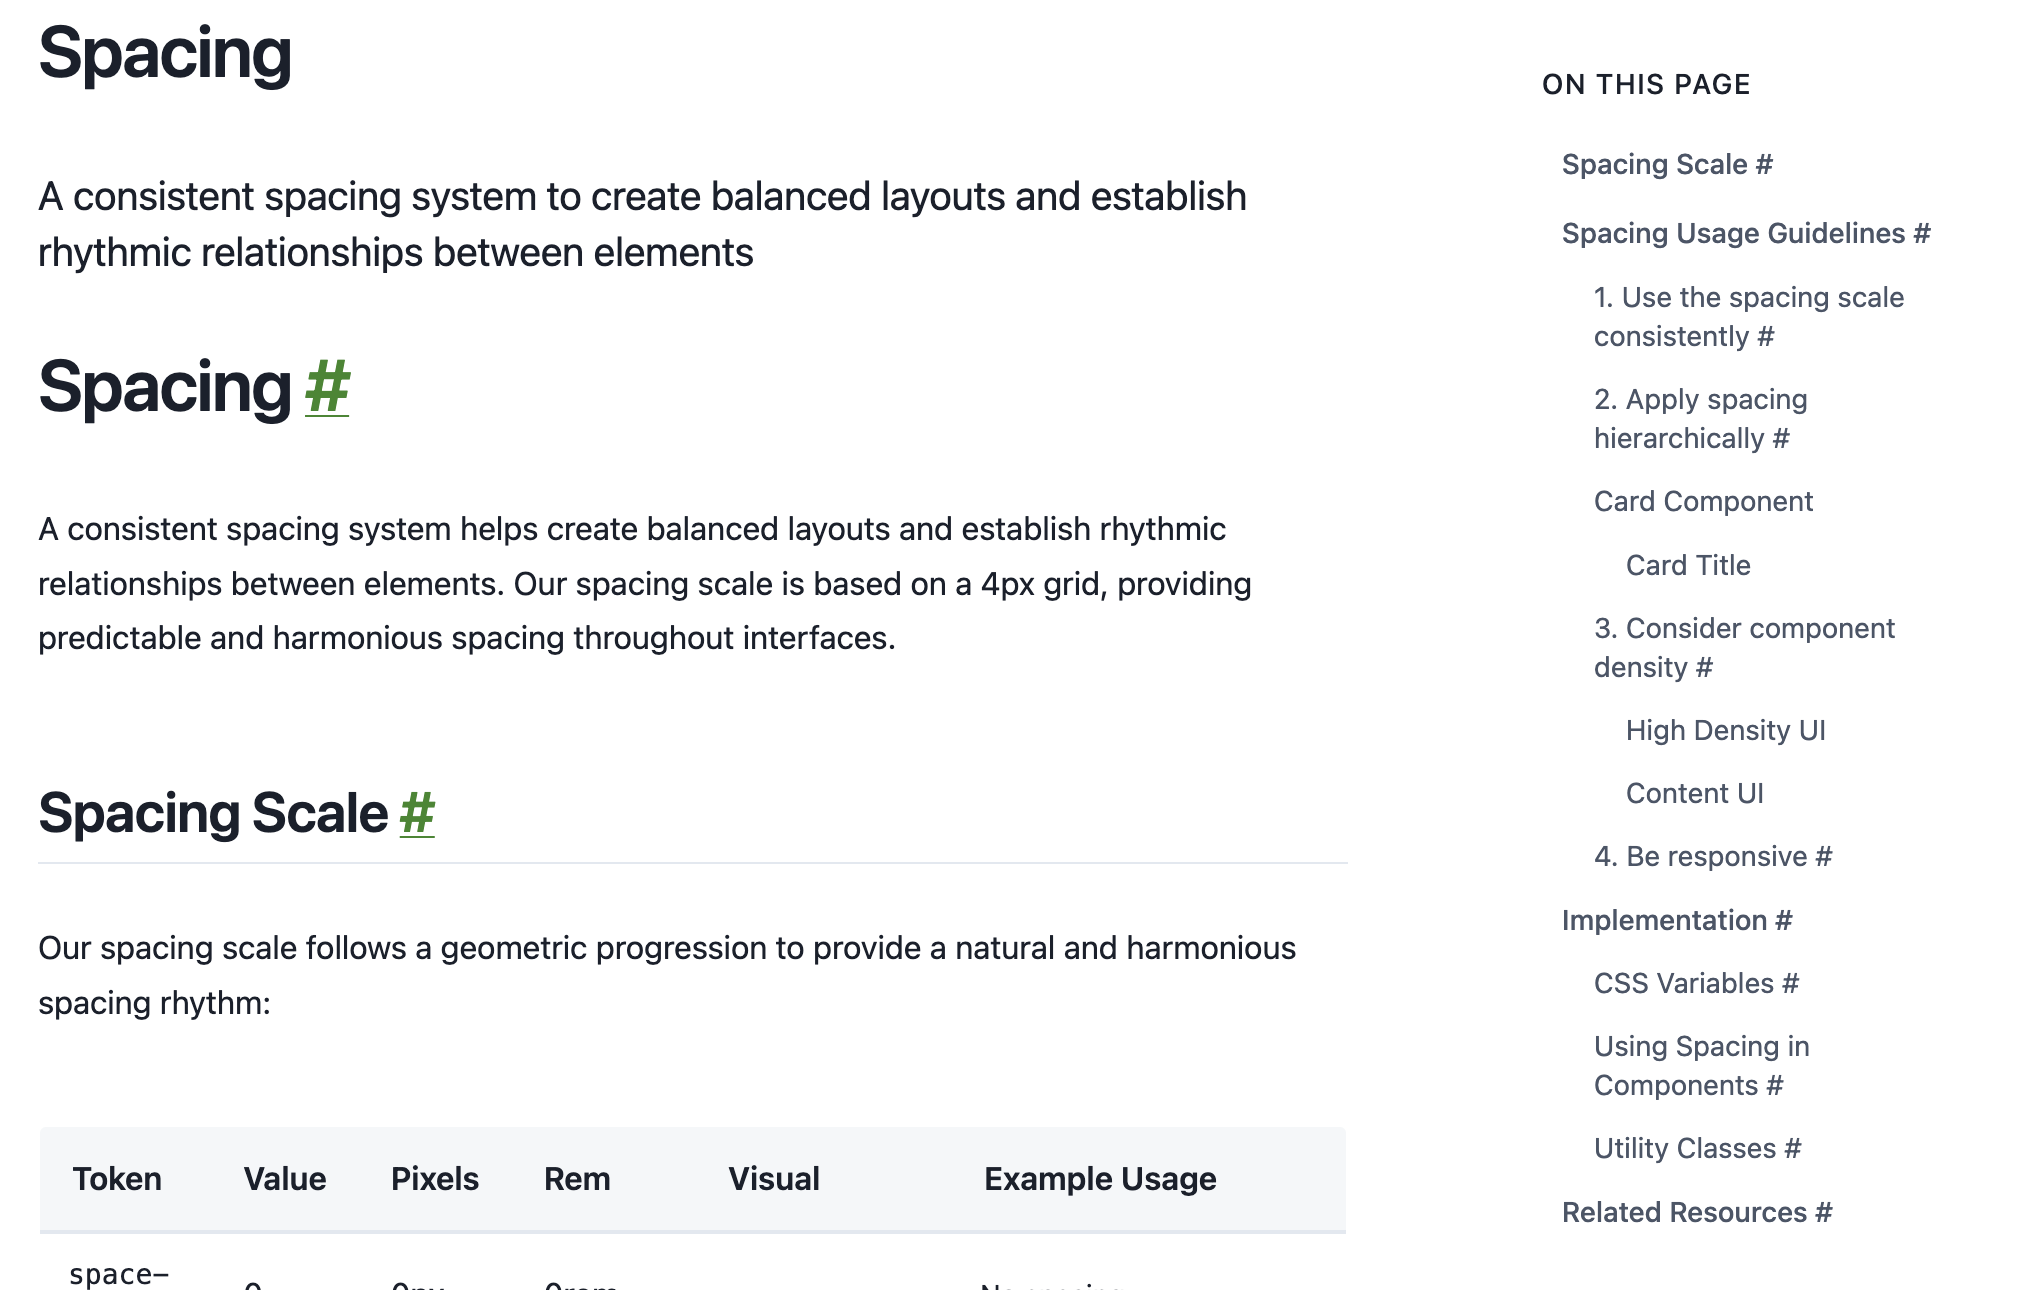 Spacing
A consistent spacing system to create balanced layouts and establish
rhythmic relationships between elements
Spacing #
A consistent spacing system helps create balanced layouts and establish rhythmic
relationships between elements. Our spacing scale is based on a 4px grid, providing
predictable and harmonious spacing throughout interfaces.
Spacing Scale #
Our spacing scale follows a geometric progression to provide a natural and harmonious
spacing rhythm:
Token Value Pixels Rem Visual Example Usage
space-
0 0px 0rem No spacing
ON THIS PAGE
Spacing Scale #
Spacing Usage Guidelines #
1. Use the spacing scale
consistently #
2. Apply spacing
hierarchically #
Card Component
Card Title
3. Consider component
density #
High Density UI
Content UI
4. Be responsive #
Implementation #
CSS Variables #
Using Spacing in
Components #
Utility Classes #
Related Resources #